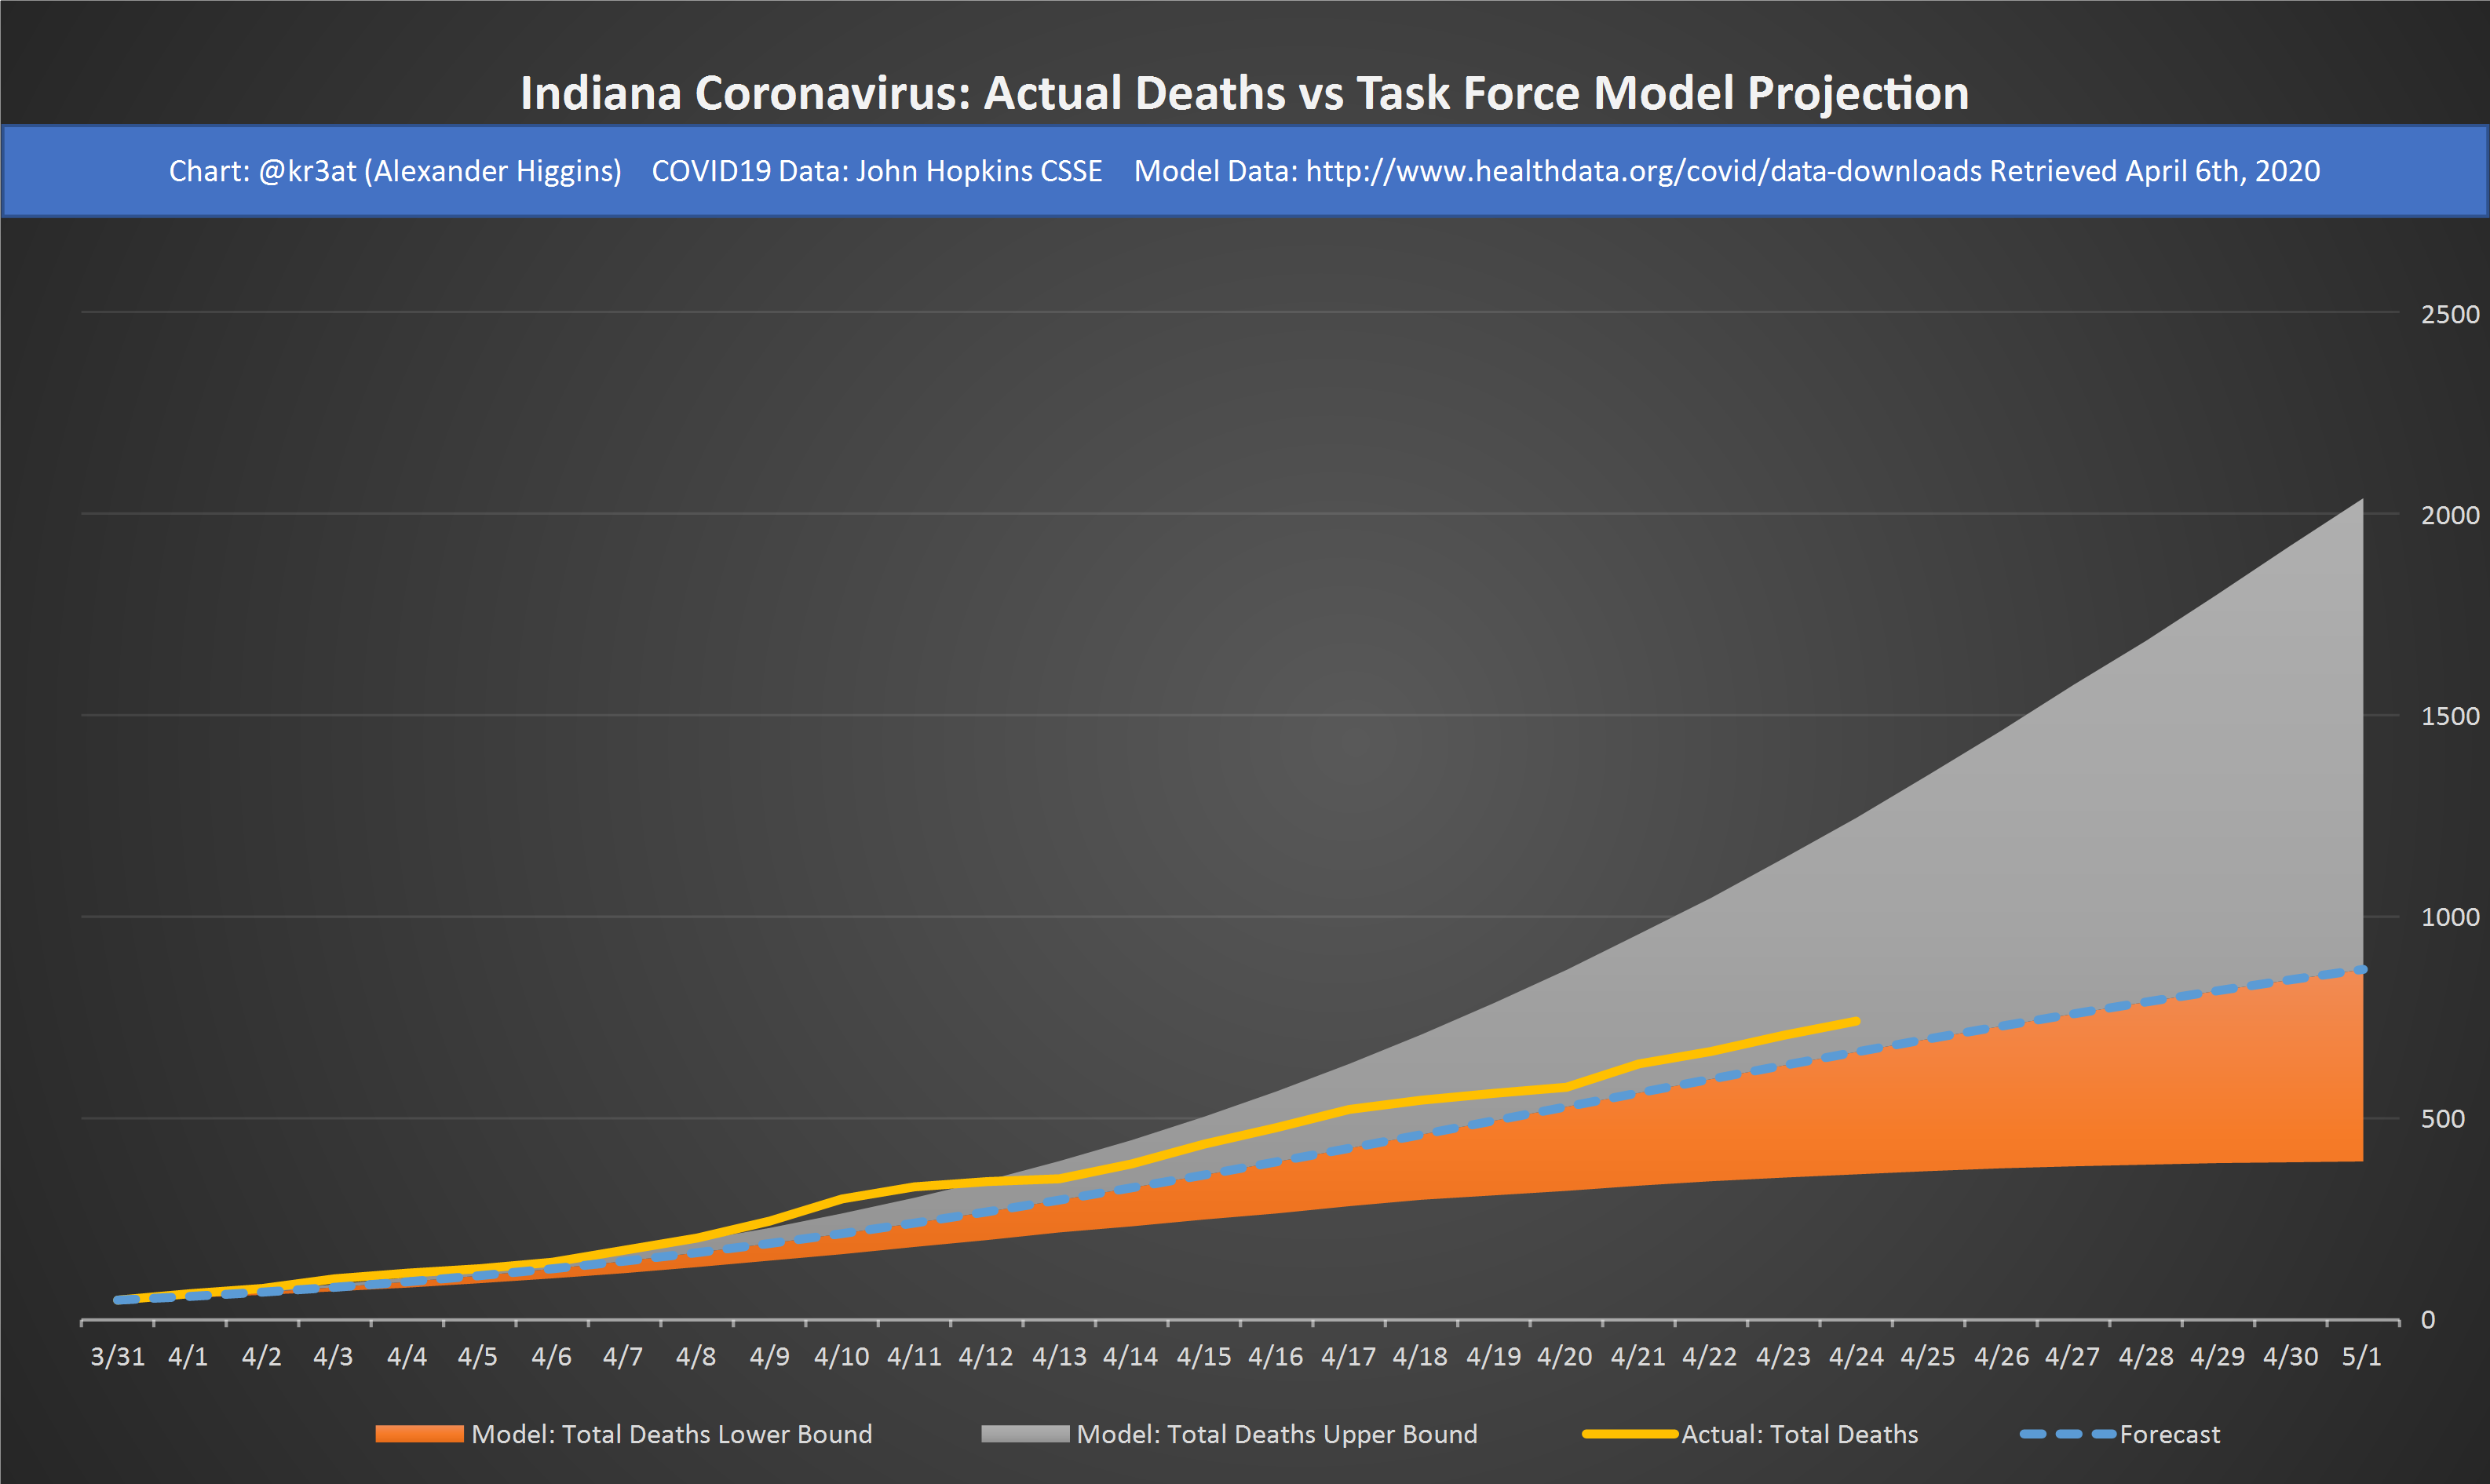 Indiana Coronavirus: Actual Deaths vs Task Force Model Projection
Chart: @kr3at (Alexander Higgins) COVID19 Data: John Hopkins CSSE Model Data: http://www.healthdata.org/covid/data-downloads Retrieved April 6th, 2020
2500
2000
1500
1000
500
0
3/31 4/1 4/2 4/3 4/4 4/5 4/6 4/7 4/8 4/9 4/10 4/11 4/12 4/13 4/14 4/15 4/16 4/17 4/18 4/19 4/20 4/21 4/22 4/23 4/24 4/25 4/26 4/27 4/28 4/29 4/30 5/1
Model: Total Deaths Lower Bound Model: Total Deaths Upper Bound Actual: Total Deaths Forecast